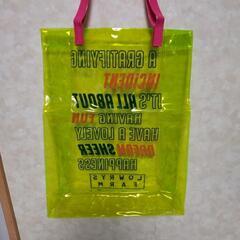 A GRATIFYING
INCIDENT
IT'S ALL ABOUT
HAVING FUN
HAVE A LOVELY
DREAM SHEER
HAPPINESS
LOWRYS
FARM